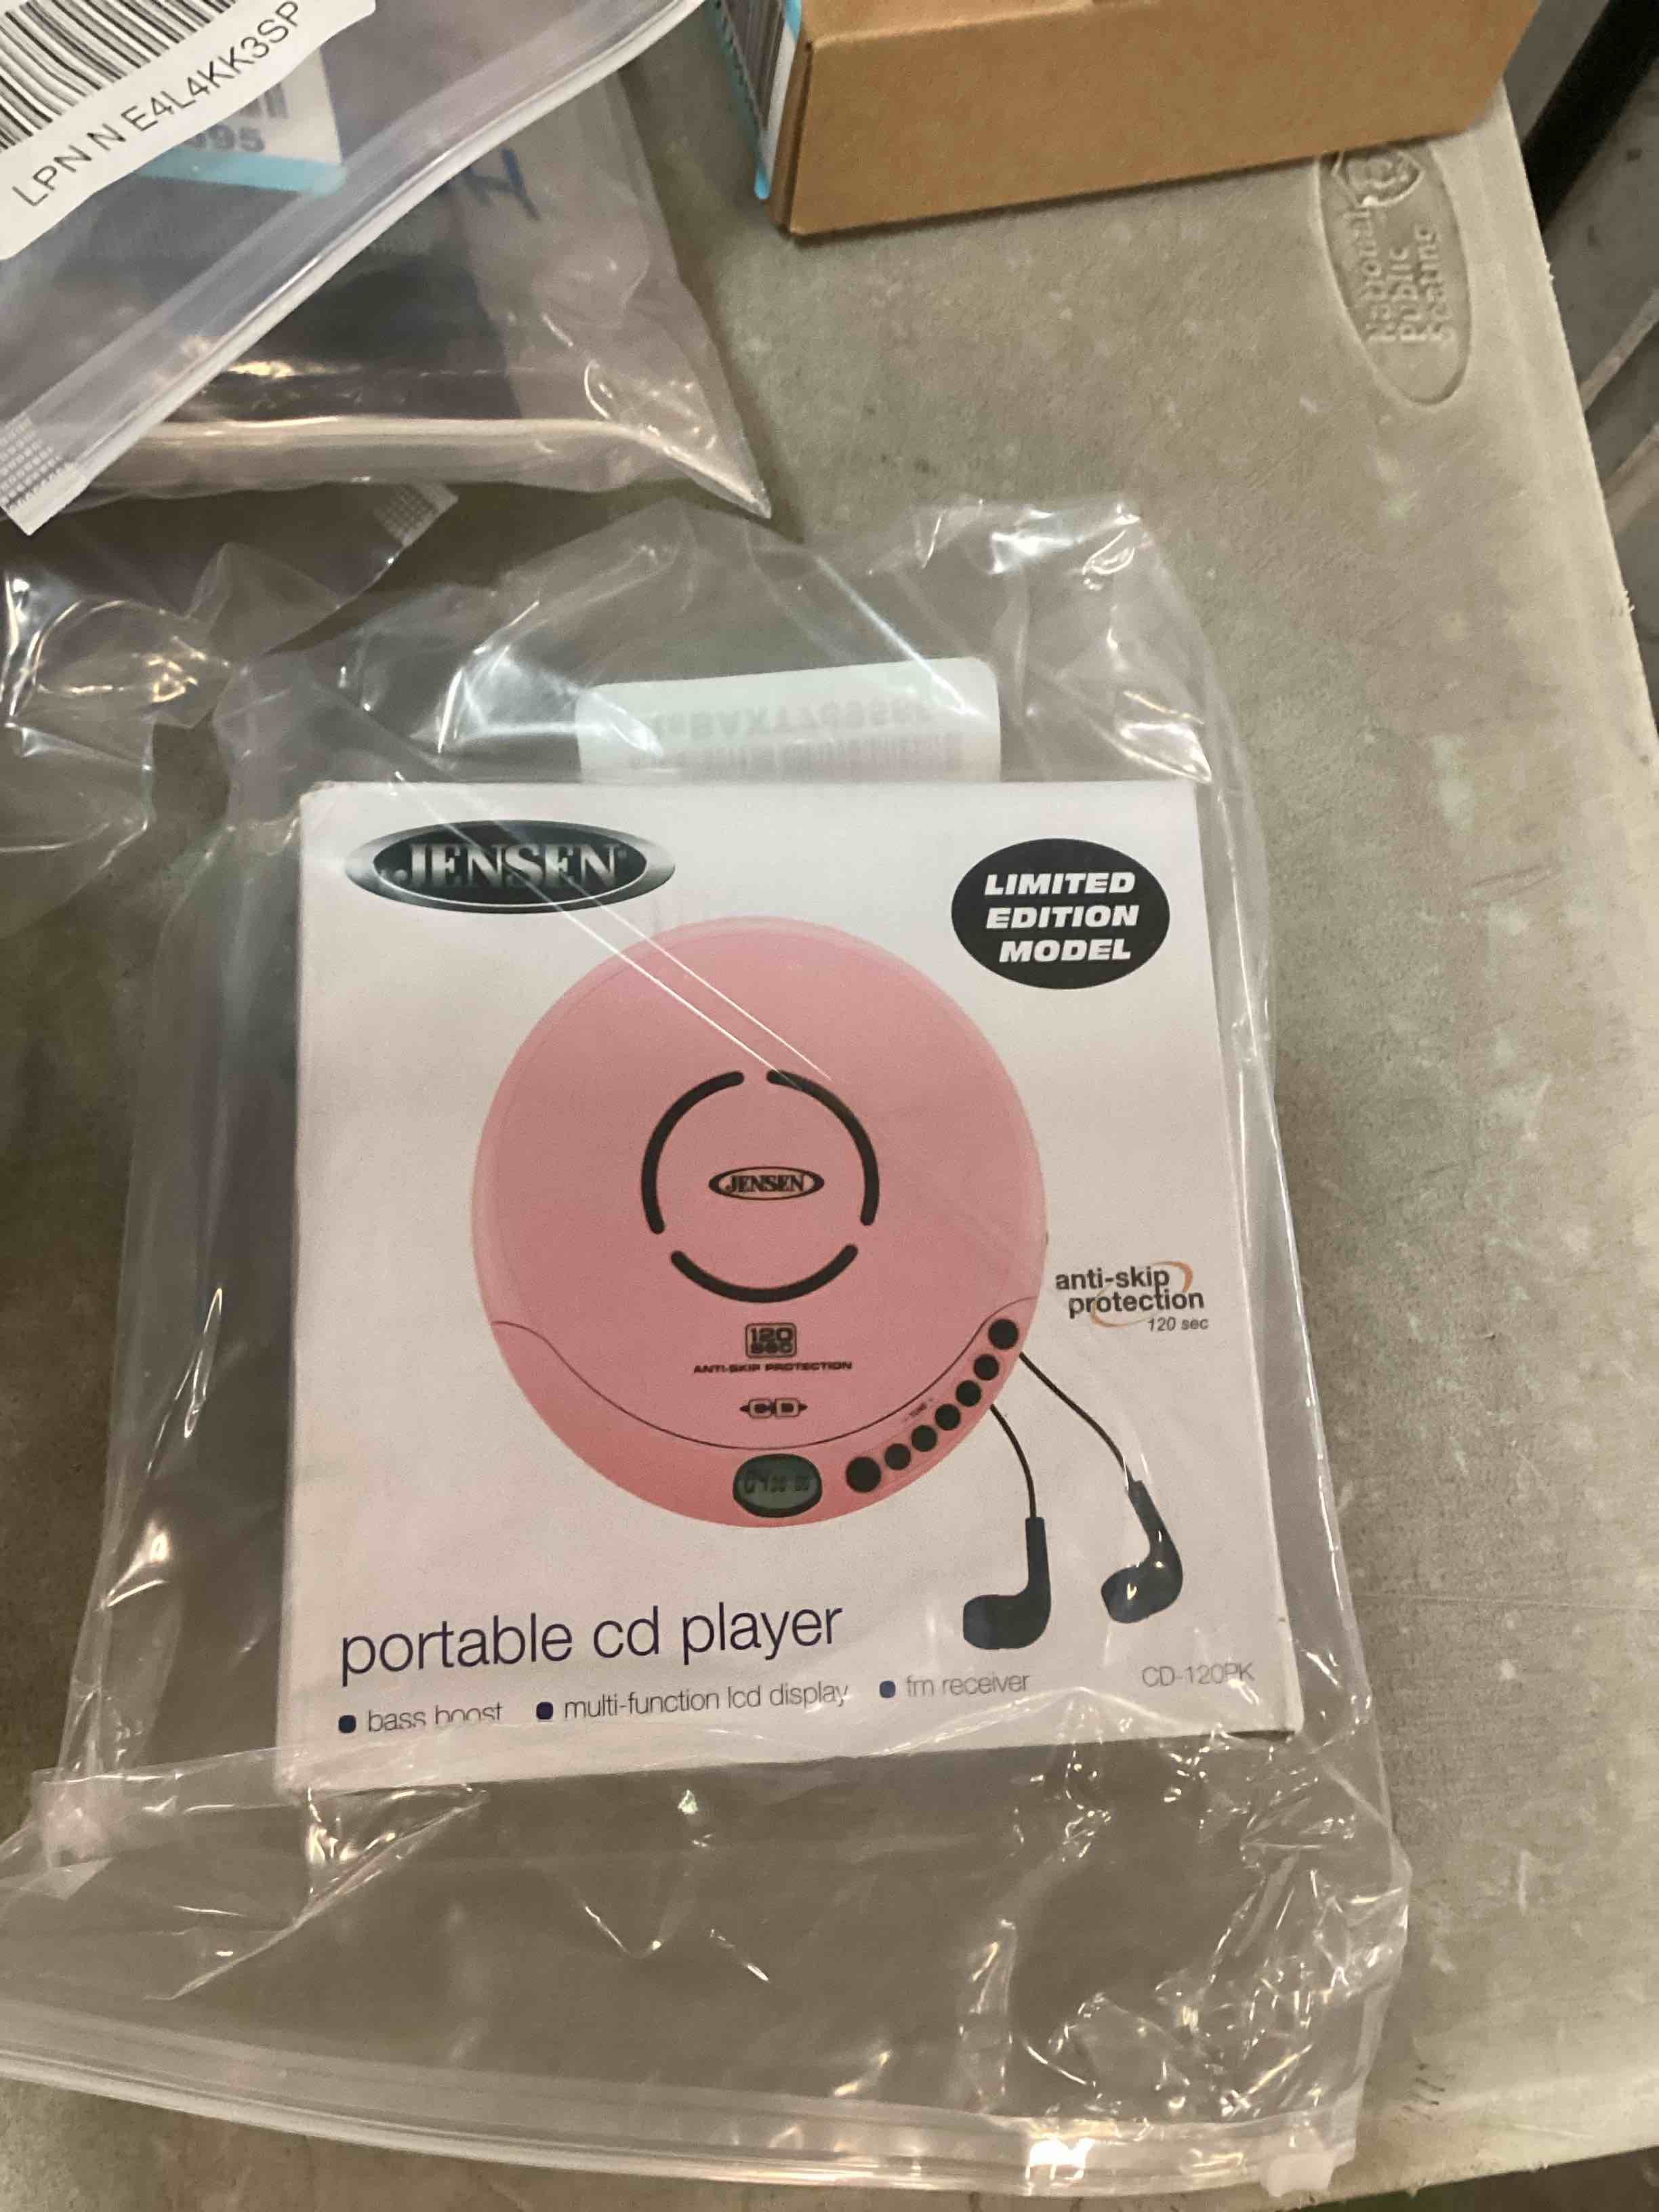 LPN N E4L4KK3SP
National
Public
Seating
JENSEN
LIMITED
EDITION
MODEL
JENSEN
anti-skip
protection
120 sec
120
SEC
ANTI-SKIP PROTECTION
CD
portable cd player
bass boost
multi-function lcd display
fm receiver
CD-120PK